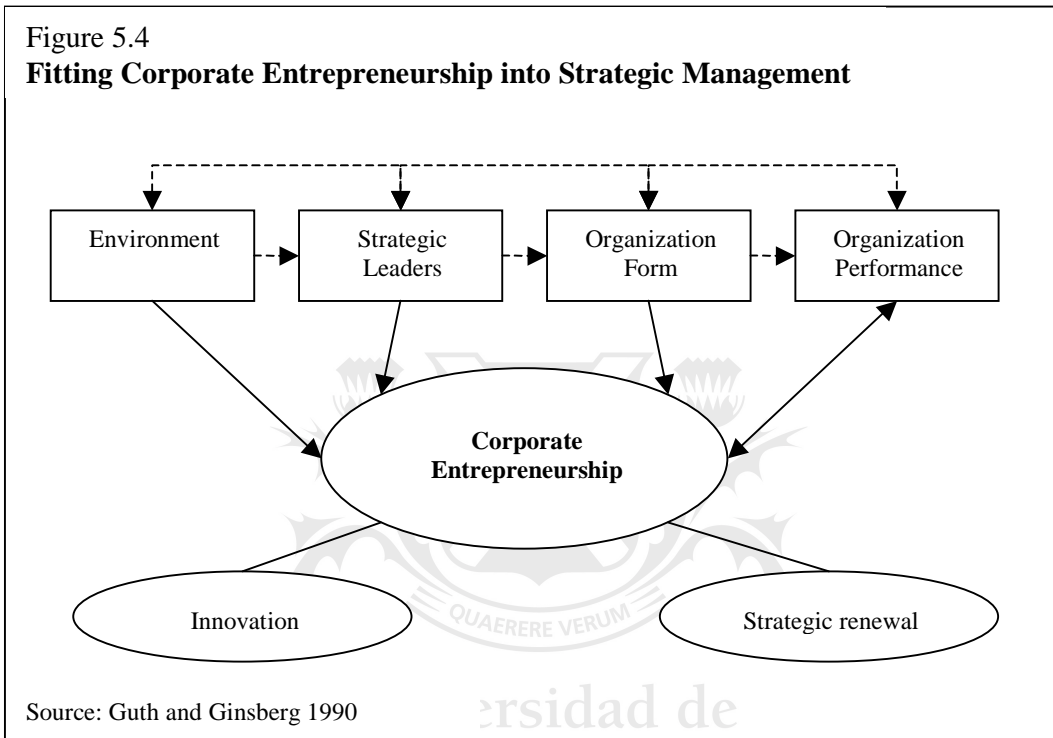 Figure 5.4
Fitting Corporate Entrepreneurship into Strategic Management
Environment
Strategic
Leaders
Organization
Form
Organization
Performance
Corporate
Entrepreneurship
Innovation
QUAERERE VERUM
Strategic renewal
Source: Guth and Ginsberg 1990
ersidad de